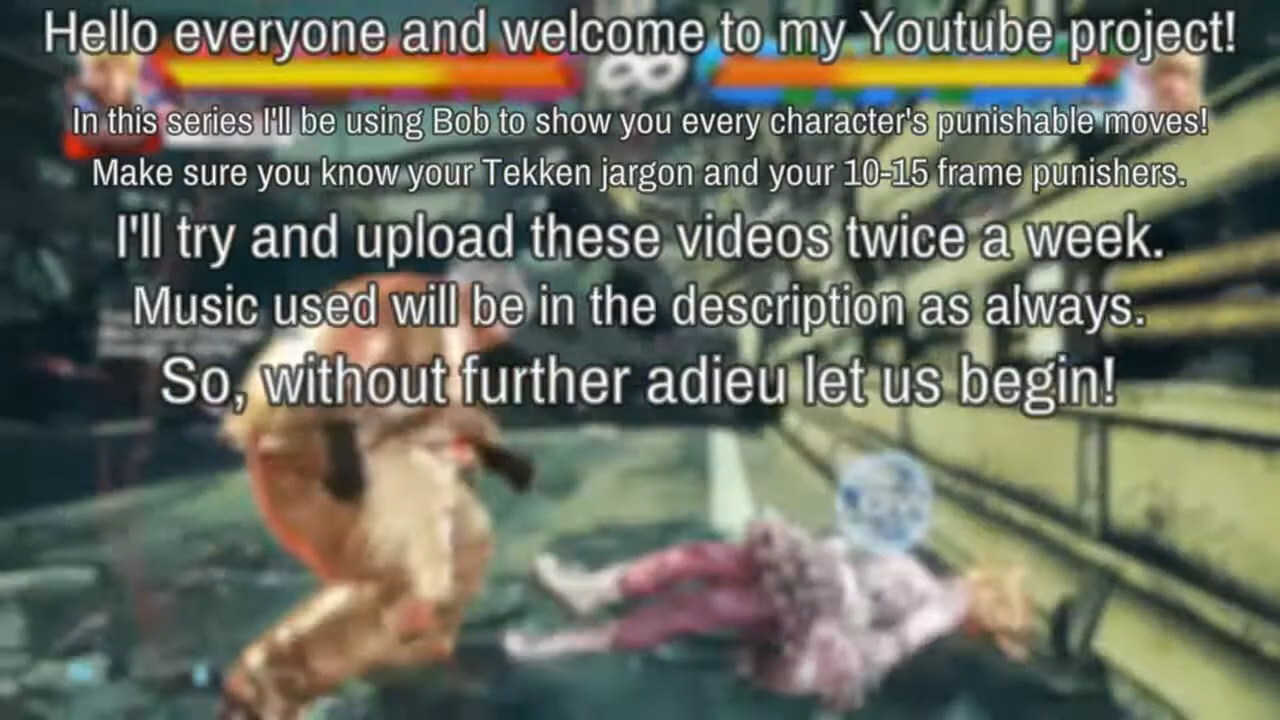 Hello everyone and welcome to my Youtube project!
In this series I'll be using Bob to show you every character's punishable moves!
Make sure you know your Tekken jargon and your 10-15 frame punishers.
I'll try and upload these videos twice a week.
Music used will be in the description as always.
So, without further adieu let us begin!